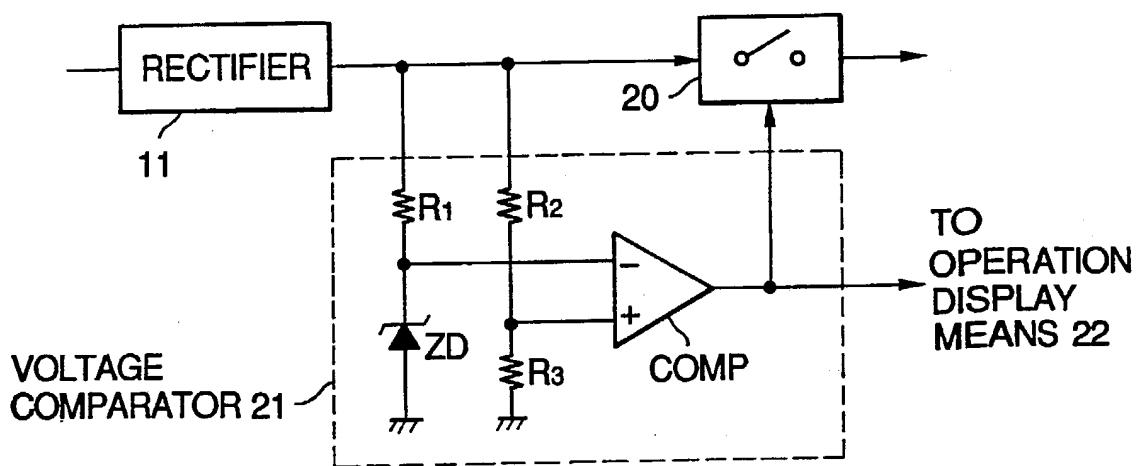 RECTIFIER
11
20
R1
R2
−
+
COMP
ZD
R3
TO
OPERATION
DISPLAY
MEANS 22
VOLTAGE
COMPARATOR 21